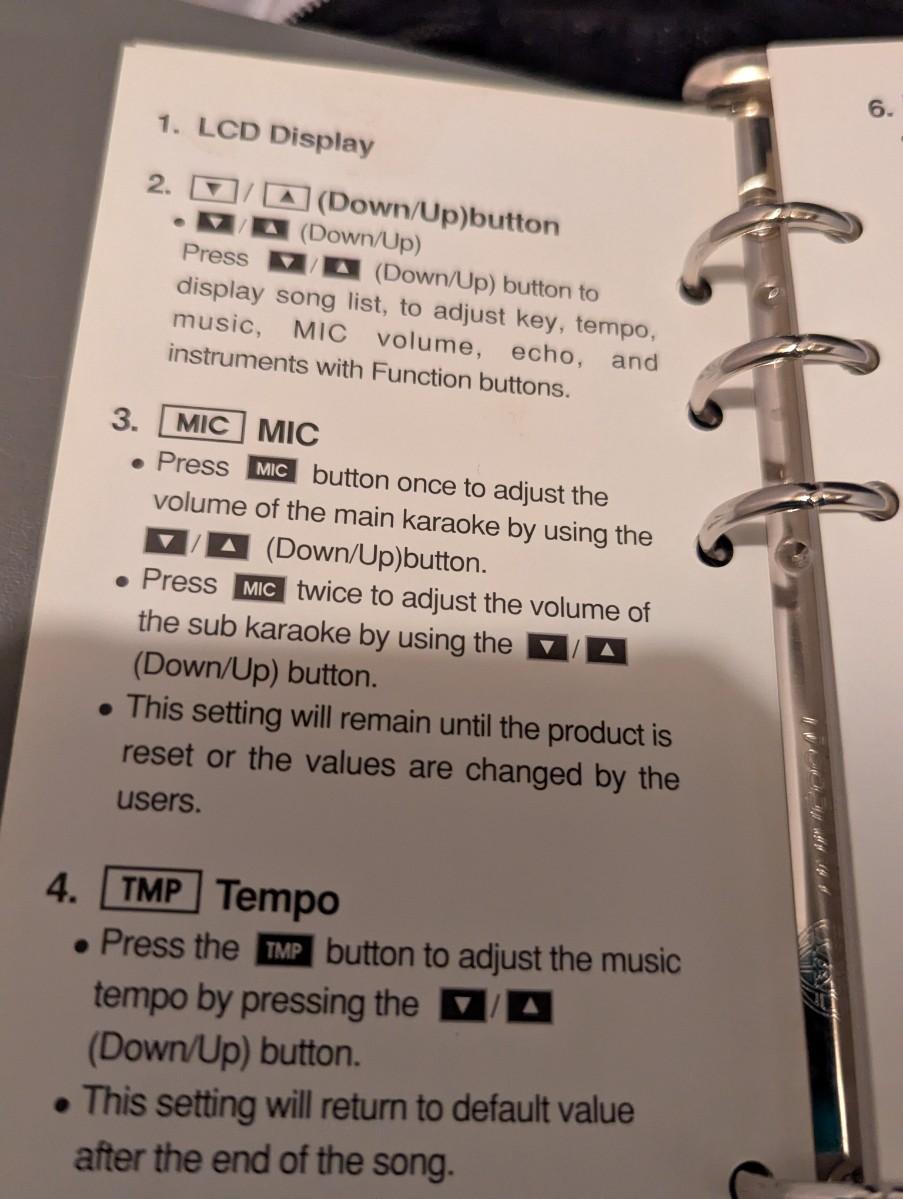 1. LCD Display
2. ▼/▲(Down/Up)button
• ▼/▲ (Down/Up)
Press ▼/▲ (Down/Up) button to
display song list, to adjust key, tempo,
music, MIC volume, echo, and
instruments with Function buttons.
3. MIC MIC
• Press MIC button once to adjust the
volume of the main karaoke by using the
▼/▲ (Down/Up)button.
• Press MIC twice to adjust the volume of
the sub karaoke by using the ▼/▲
(Down/Up) button.
• This setting will remain until the product is
reset or the values are changed by the
users.
4. TMP Tempo
• Press the TMP button to adjust the music
tempo by pressing the ▼/▲
(Down/Up) button.
• This setting will return to default value
after the end of the song.
6.